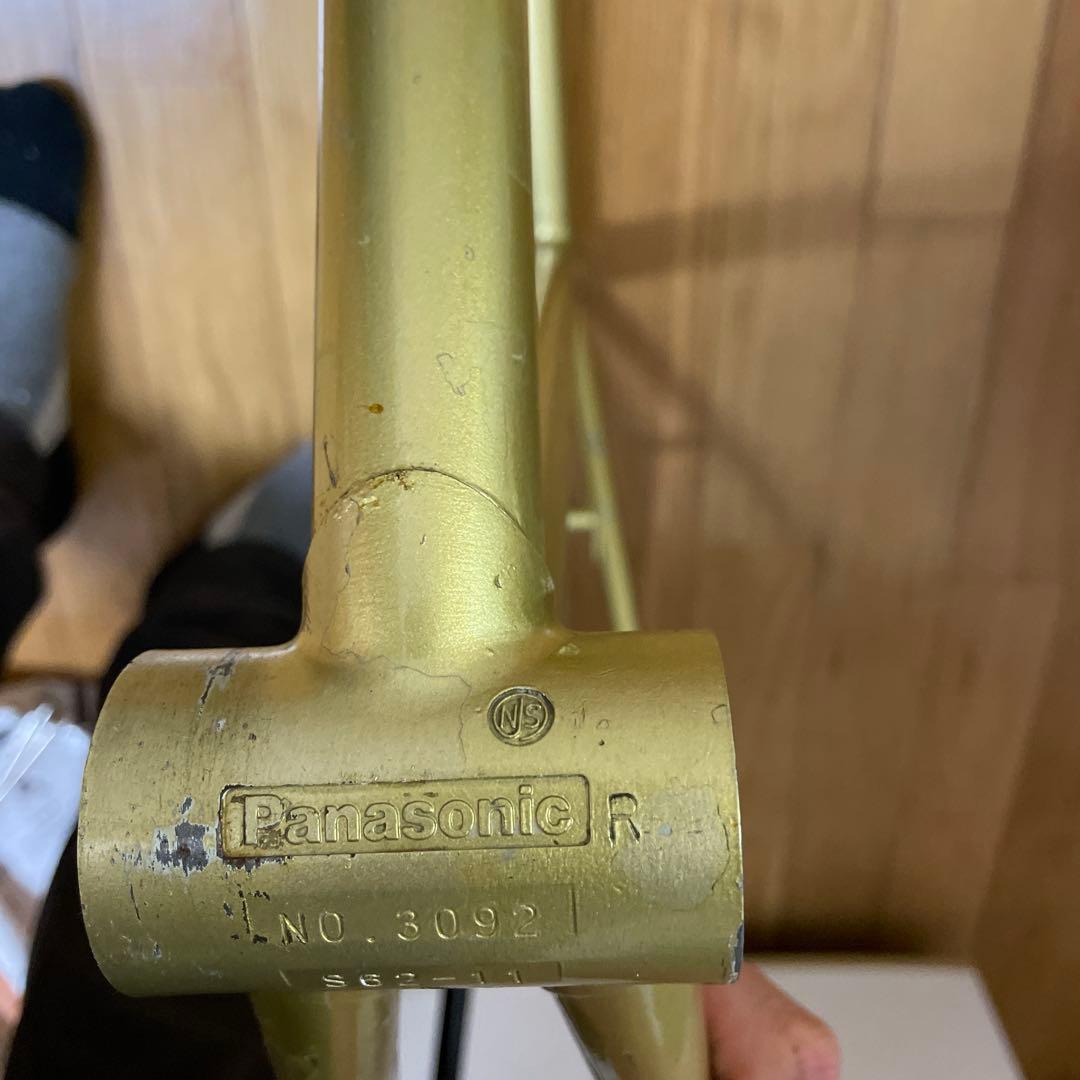 NJS
Panasonic R
NO. 3092
S62-11